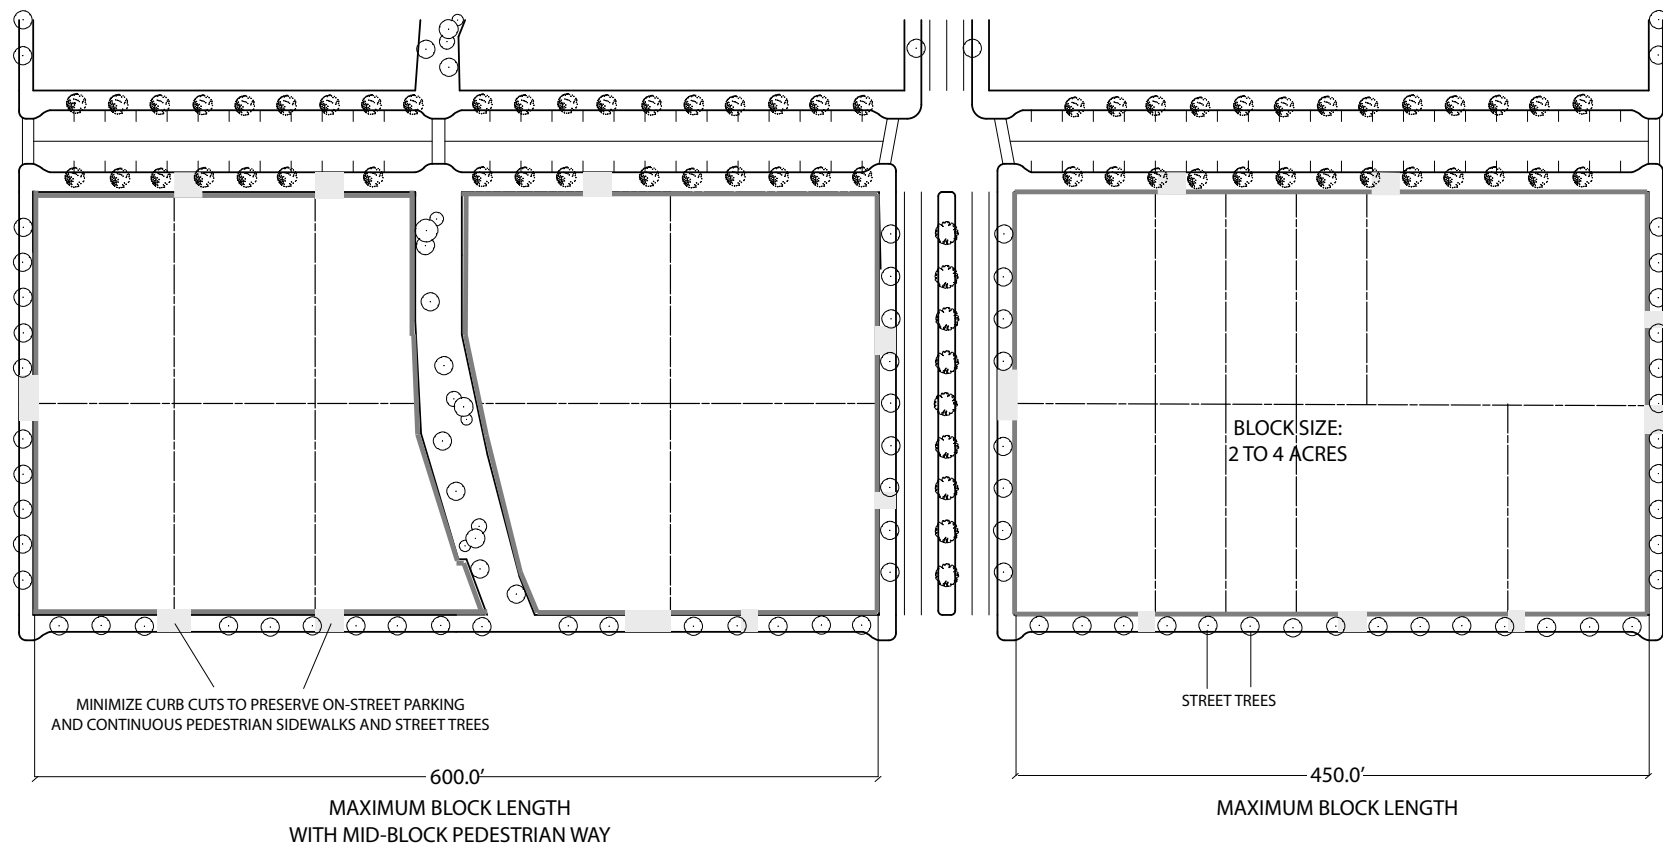 BLOCK SIZE:
2 TO 4 ACRES
MINIMIZE CURB CUTS TO PRESERVE ON-STREET PARKING
AND CONTINUOUS PEDESTRIAN SIDEWALKS AND STREET TREES
STREET TREES
600.0'
MAXIMUM BLOCK LENGTH
WITH MID-BLOCK PEDESTRIAN WAY
450.0'
MAXIMUM BLOCK LENGTH